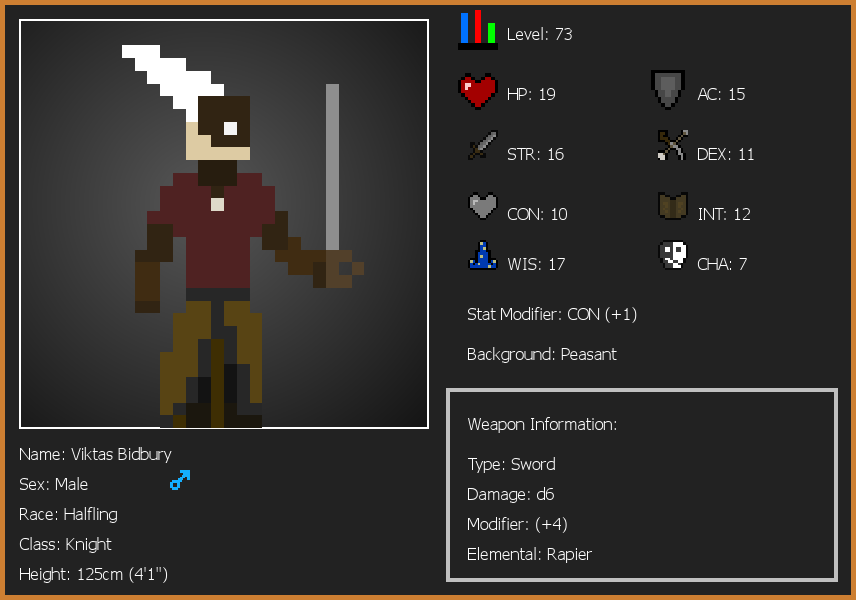 Level: 73
HP: 19
AC: 15
STR: 16
DEX: 11
CON: 10
INT: 12
WIS: 17
CHA: 7
Stat Modifier: CON (+1)
Background: Peasant
Weapon Information:
Type: Sword
Damage: d6
Modifier: (+4)
Elemental: Rapier
Name: Viktas Bidbury
Sex: Male
Race: Halfling
Class: Knight
Height: 125cm (4'1")